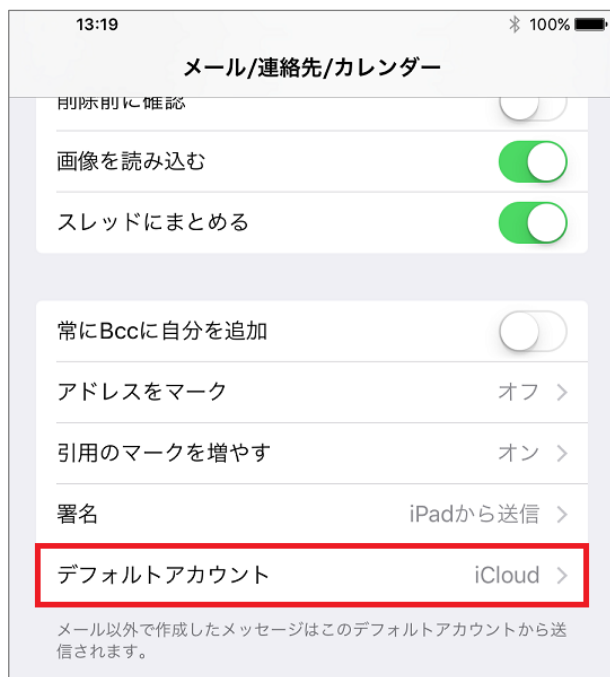 13:19 100%
メール/連絡先/カレンダー
削除前に確認
画像を読み込む
スレッドにまとめる
常にBccに自分を追加
アドレスをマーク オフ
引用のマークを増やす オン
署名 iPadから送信
デフォルトアカウント iCloud
メール以外で作成したメッセージはこのデフォルトアカウントから送
信されます。